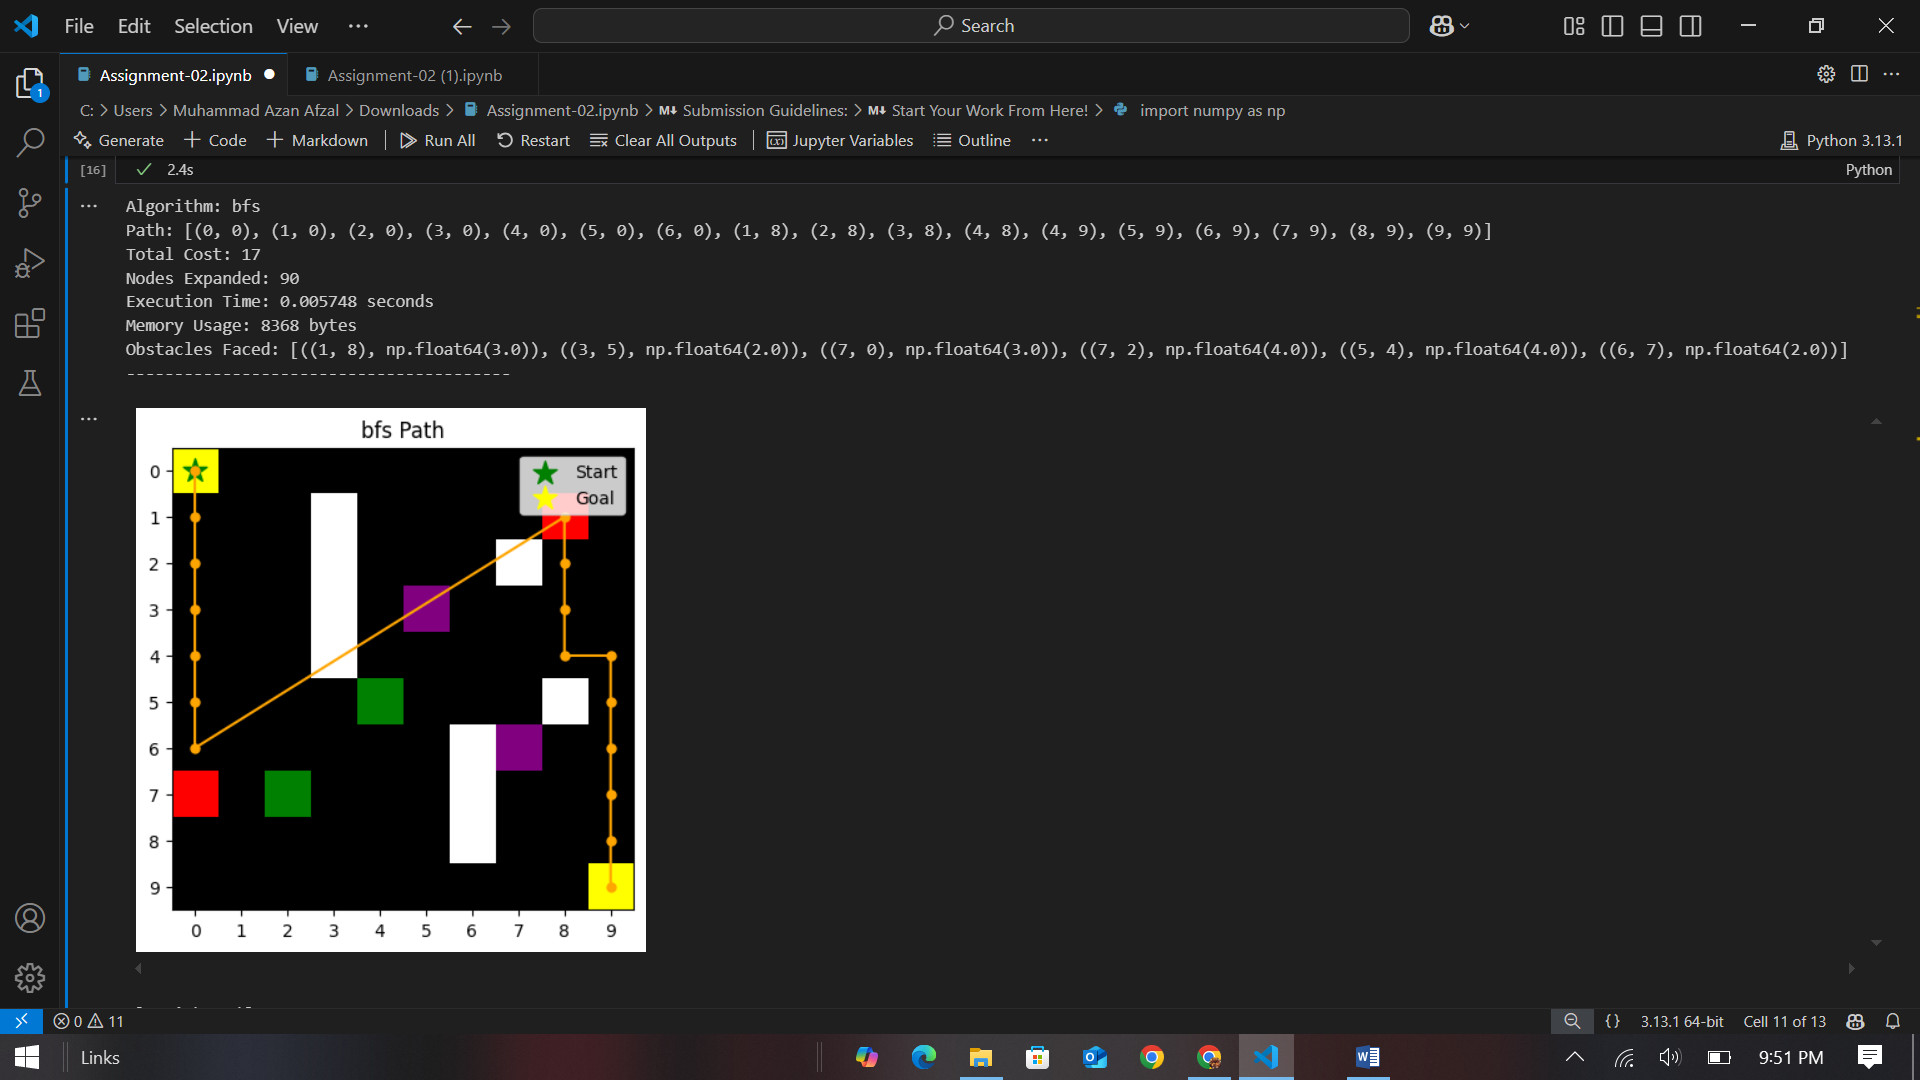 File Edit Selection View ··· Search
Assignment-02.ipynb Assignment-02 (1).ipynb
C: > Users > Muhammad Azan Afzal > Downloads > Assignment-02.ipynb > M↓ Submission Guidelines: > M↓ Start Your Work From Here! > import numpy as np
Generate + Code + Markdown Run All Restart Clear All Outputs Jupyter Variables Outline ··· Python 3.13.1
[16] ✓ 2.4s Python
Algorithm: bfs
Path: [(0, 0), (1, 0), (2, 0), (3, 0), (4, 0), (5, 0), (6, 0), (1, 8), (2, 8), (3, 8), (4, 8), (4, 9), (5, 9), (6, 9), (7, 9), (8, 9), (9, 9)]
Total Cost: 17
Nodes Expanded: 90
Execution Time: 0.005748 seconds
Memory Usage: 8368 bytes
Obstacles Faced: [((1, 8), np.float64(3.0)), ((3, 5), np.float64(2.0)), ((7, 0), np.float64(3.0)), ((7, 2), np.float64(4.0)), ((5, 4), np.float64(4.0)), ((6, 7), np.float64(2.0))]
----------------------------------------
bfs Path
Start
Goal
0
1
2
3
4
5
6
7
8
9
0 1 2 3 4 5 6 7 8 9
0 11 3.13.1 64-bit Cell 11 of 13
Links 9:51 PM